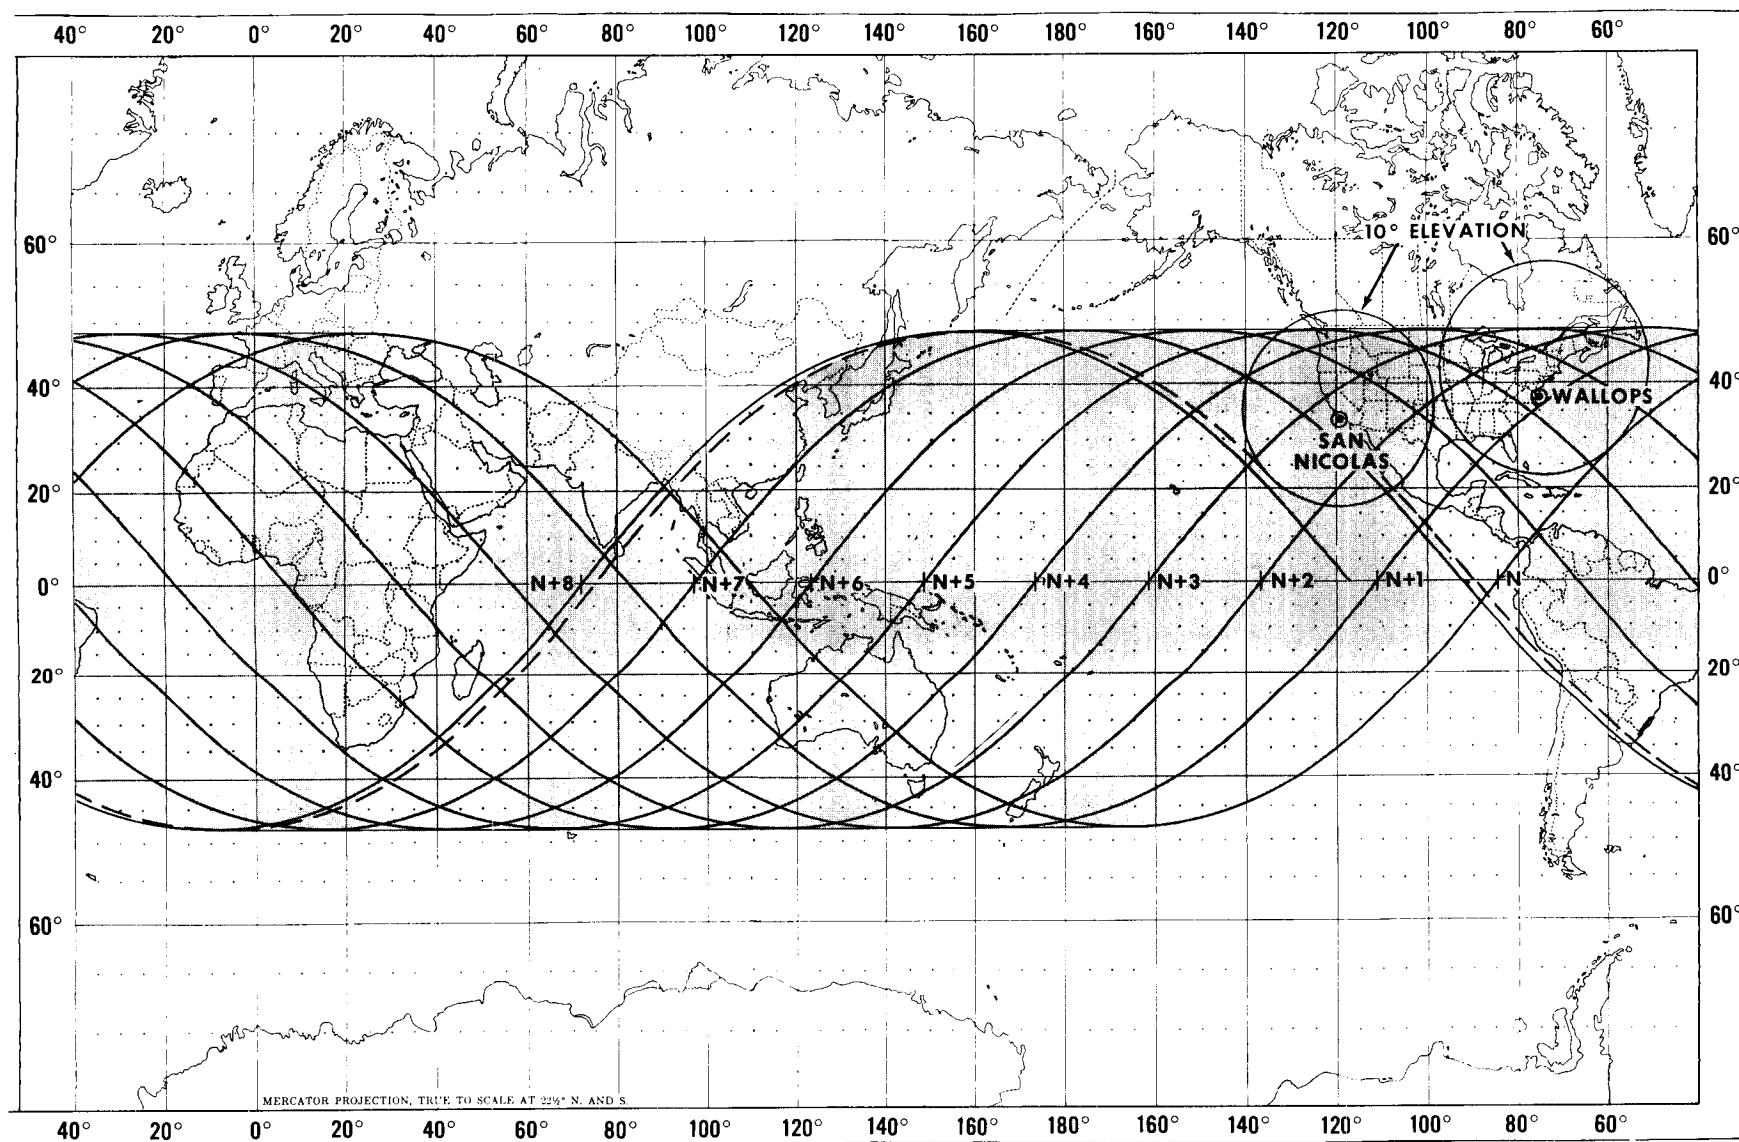 40° 20° 0° 20° 40° 60° 80° 100° 120° 140° 160° 180° 160° 140° 120° 100° 80° 60°
10° ELEVATION
60° 60°
40° 40°
WALLOPS
SAN
NICOLAS
20° 20°
0° N+8 N+7 N+6 N+5 N+4 N+3 N+2 N+1 N 0°
20° 20°
40° 40°
60° 60°
MERCATOR PROJECTION, TRUE TO SCALE AT 22½° N. AND S.
40° 20° 0° 20° 40° 60° 80° 100° 120° 140° 160° 180° 160° 140° 120° 100° 80° 60°